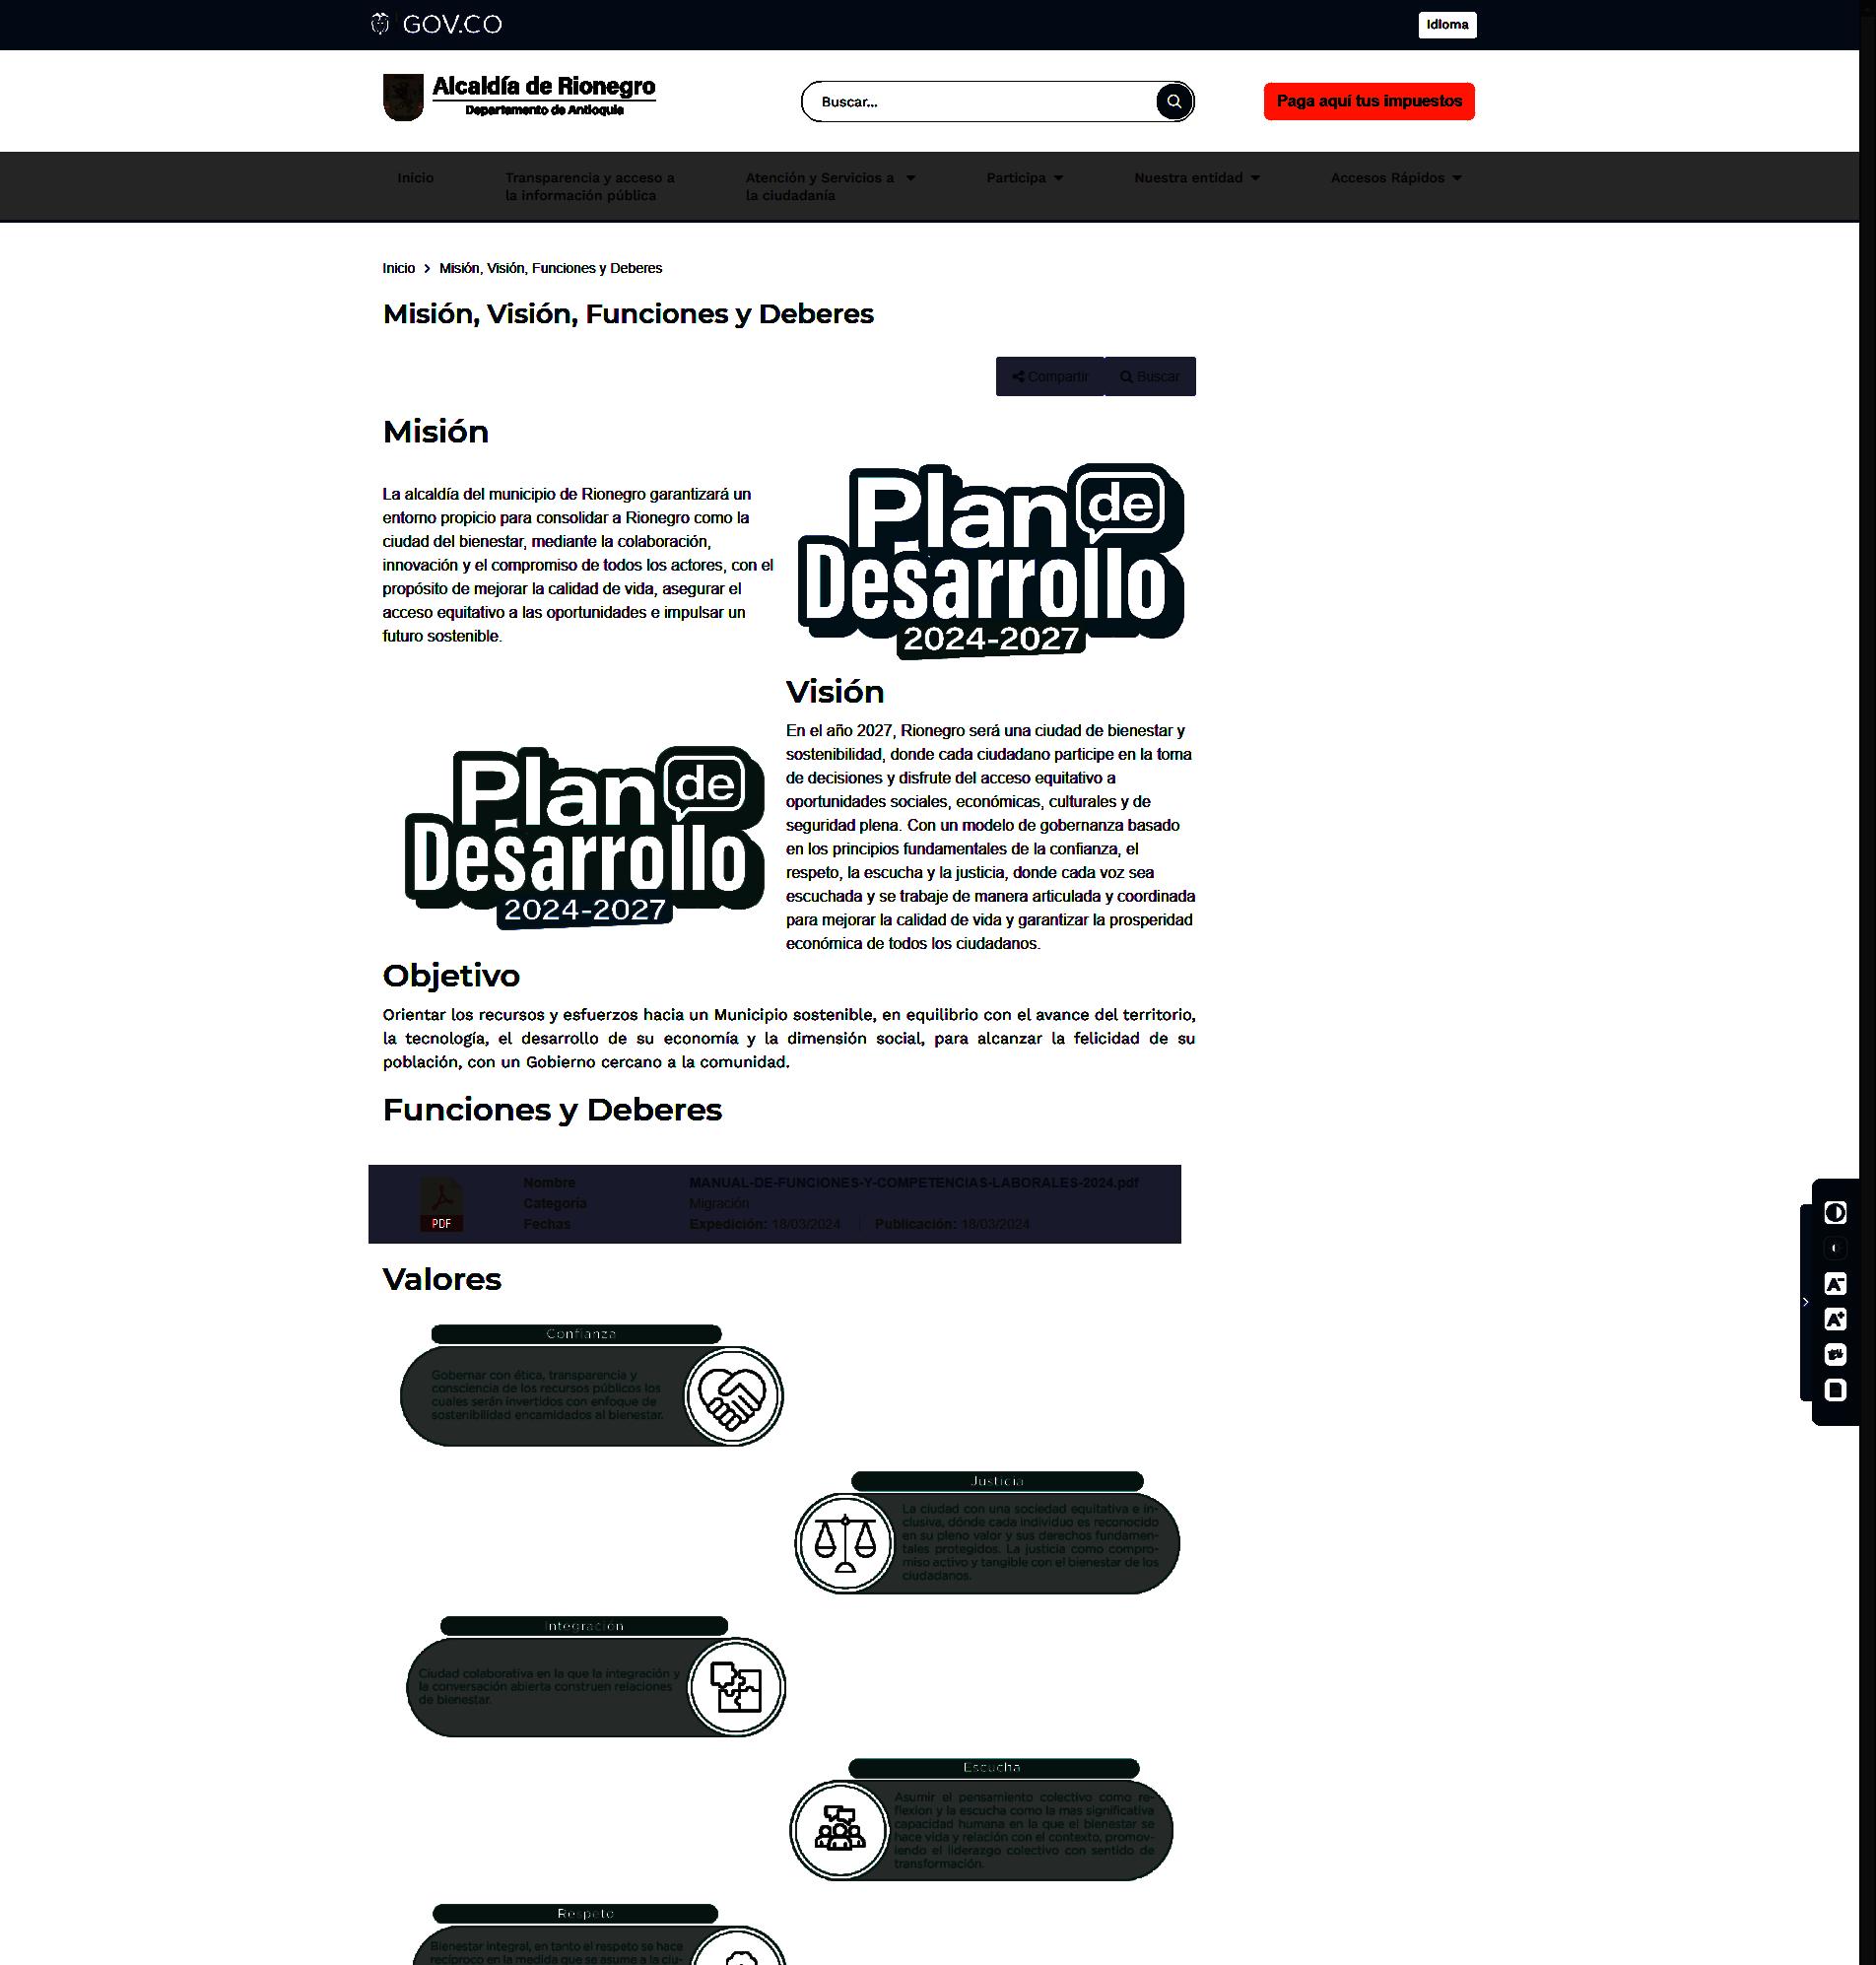 GOV.CO
Idioma
Alcaldía de Rionegro
Departamento de Antioquia
Buscar...
Paga aquí tus impuestos
Inicio
Transparencia y acceso a
la información pública
Atención y Servicios a
la ciudadanía
Participa
Nuestra entidad
Accesos Rápidos
Inicio > Misión, Visión, Funciones y Deberes
Misión, Visión, Funciones y Deberes
Compartir
Buscar
Misión
La alcaldía del municipio de Rionegro garantizará un
entorno propicio para consolidar a Rionegro como la
ciudad del bienestar, mediante la colaboración,
innovación y el compromiso de todos los actores, con el
propósito de mejorar la calidad de vida, asegurar el
acceso equitativo a las oportunidades e impulsar un
futuro sostenible.
Plan de
Desarrollo
2024-2027
Visión
En el año 2027, Rionegro será una ciudad de bienestar y
sostenibilidad, donde cada ciudadano participe en la toma
de decisiones y disfrute del acceso equitativo a
oportunidades sociales, económicas, culturales y de
seguridad plena. Con un modelo de gobernanza basado
en los principios fundamentales de la confianza, el
respeto, la escucha y la justicia, donde cada voz sea
escuchada y se trabaje de manera articulada y coordinada
para mejorar la calidad de vida y garantizar la prosperidad
económica de todos los ciudadanos.
Plan de
Desarrollo
2024-2027
Objetivo
Orientar los recursos y esfuerzos hacia un Municipio sostenible, en equilibrio con el avance del territorio,
la tecnología, el desarrollo de su economía y la dimensión social, para alcanzar la felicidad de su
población, con un Gobierno cercano a la comunidad.
Funciones y Deberes
PDF
Nombre MANUAL-DE-FUNCIONES-Y-COMPETENCIAS-LABORALES-2024.pdf
Categoría Migración
Fechas Expedición: 18/03/2024 Publicación: 18/03/2024
Valores
Confianza
Gobernar con ética, transparencia y
consciencia de los recursos públicos los
cuales serán invertidos con enfoque de
sostenibilidad encamidados al bienestar.
Justicia
La ciudad con una sociedad equitativa e in-
clusiva, dónde cada individuo es reconocido
en su pleno valor y sus derechos fundamen-
tales protegidos. La justicia como compro-
miso activo y tangible con el bienestar de los
ciudadanos.
Integración
Ciudad colaborativa en la que la integración y
la conversación abierta construen relaciones
de bienestar.
Escucha
Asumir el pensamiento colectivo como re-
flexion y la escucha como la mas significativa
capacidad humana en la que el bienestar se
hace vida y relación con el contexto, promov-
iendo el liderazgo colectivo con sentido de
transformación.
Respeto
Bienestar integral, en tanto el respeto se hace
recíproco en la medida que se asume a la ciu-
A-
A+